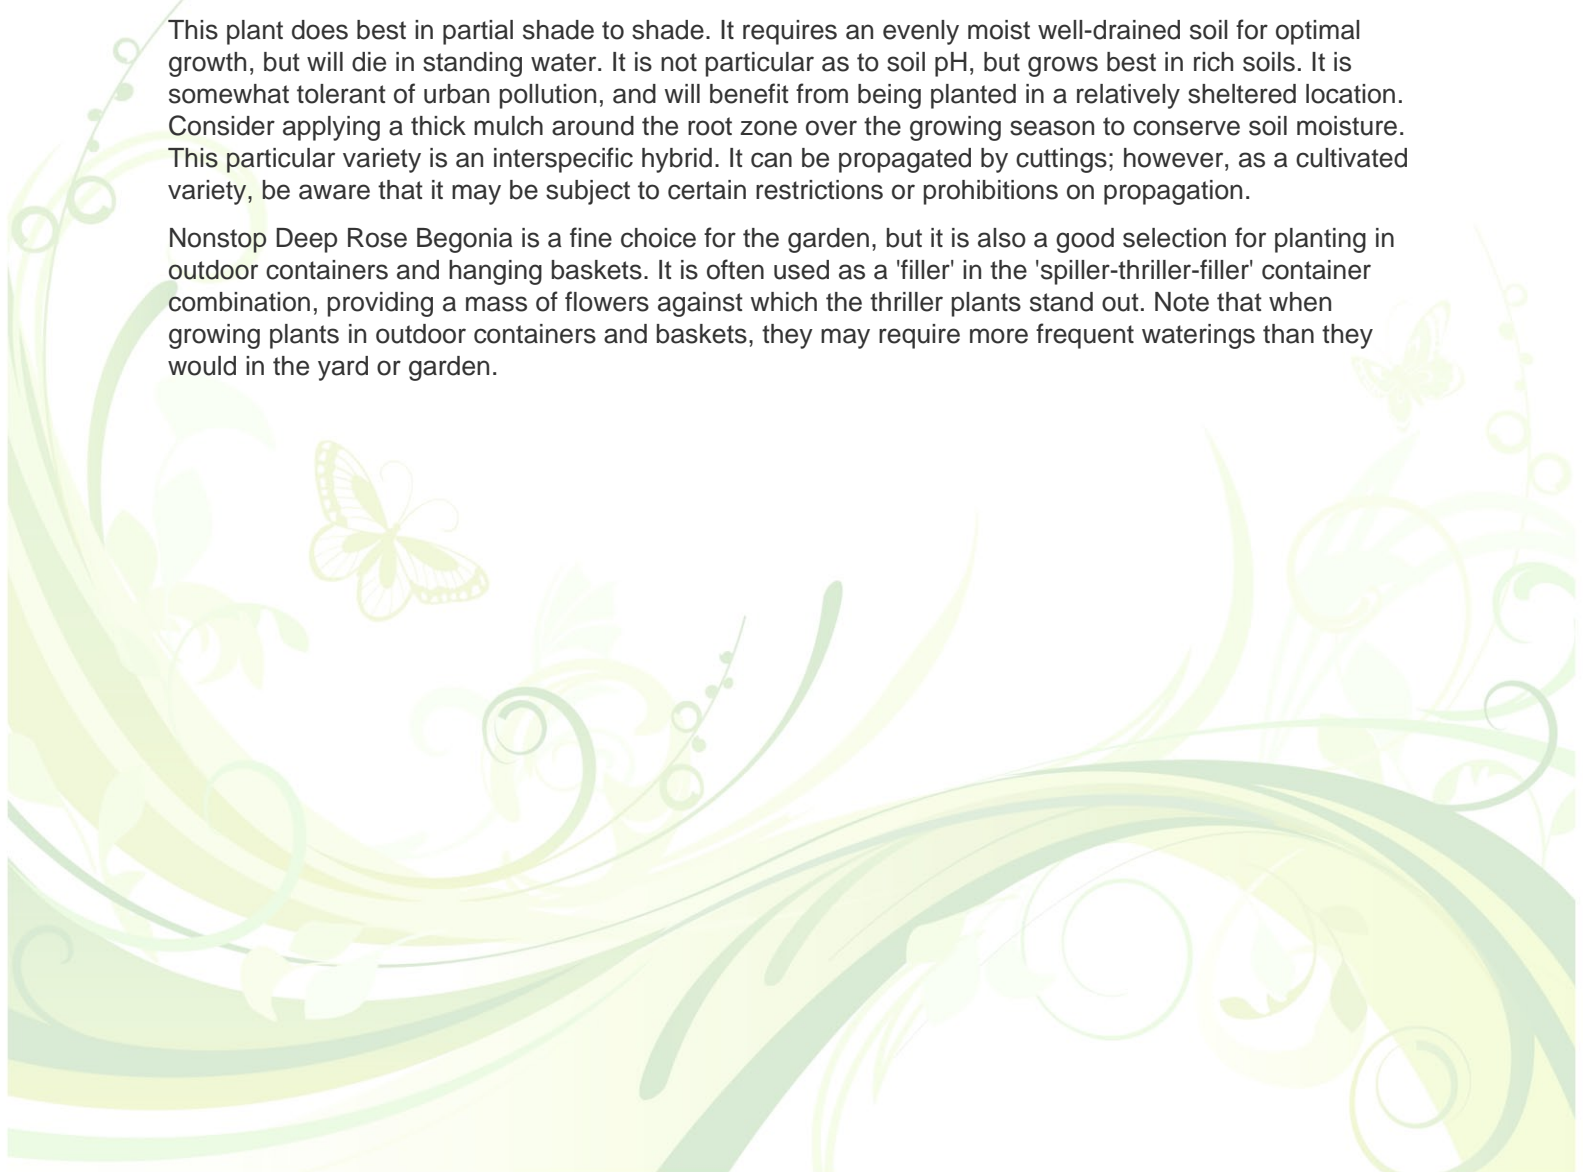 This plant does best in partial shade to shade. It requires an evenly moist well-drained soil for optimal
growth, but will die in standing water. It is not particular as to soil pH, but grows best in rich soils. It is
somewhat tolerant of urban pollution, and will benefit from being planted in a relatively sheltered location.
Consider applying a thick mulch around the root zone over the growing season to conserve soil moisture.
This particular variety is an interspecific hybrid. It can be propagated by cuttings; however, as a cultivated
variety, be aware that it may be subject to certain restrictions or prohibitions on propagation.
Nonstop Deep Rose Begonia is a fine choice for the garden, but it is also a good selection for planting in
outdoor containers and hanging baskets. It is often used as a 'filler' in the 'spiller-thriller-filler' container
combination, providing a mass of flowers against which the thriller plants stand out. Note that when
growing plants in outdoor containers and baskets, they may require more frequent waterings than they
would in the yard or garden.